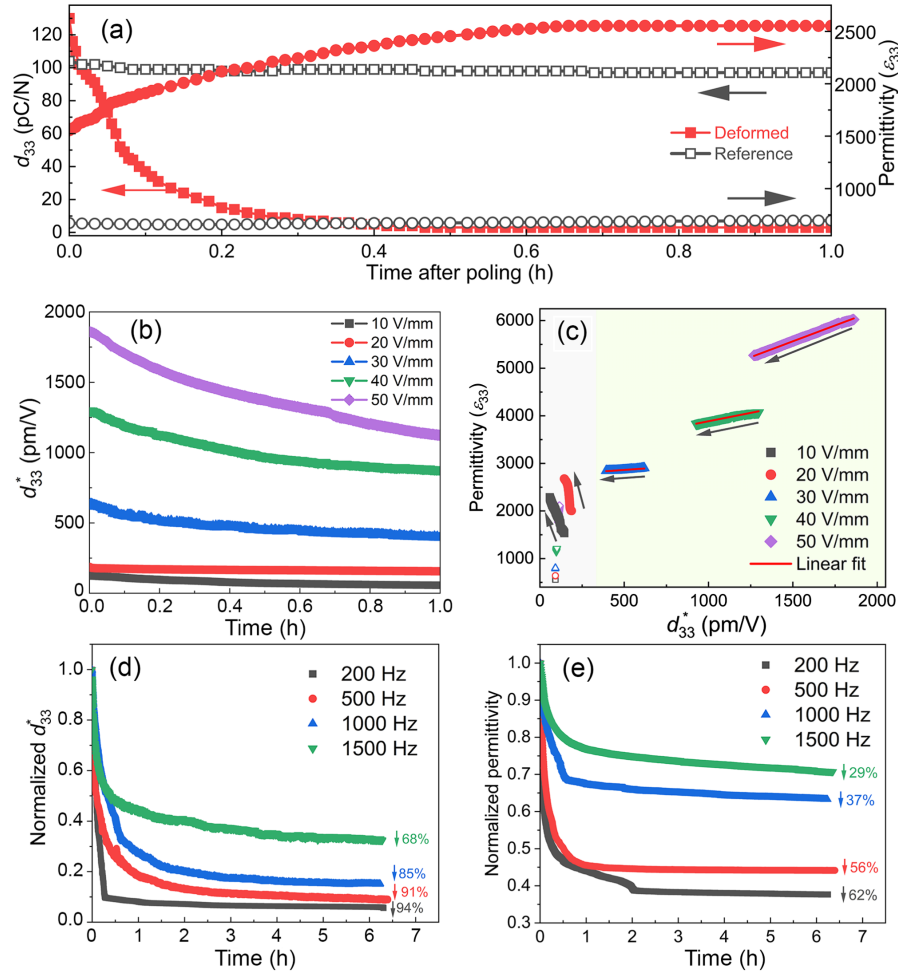 (a)
d33 (pC/N)
120
100
80
60
40
20
0
2500
2000
1500
1000
Permittivity (ε33)
Deformed
Reference
0.0
0.2
0.4
0.6
0.8
1.0
Time after poling (h)
(b)
d33* (pm/V)
2000
1500
1000
500
0
10 V/mm
20 V/mm
30 V/mm
40 V/mm
50 V/mm
0.0
0.2
0.4
0.6
0.8
1.0
Time (h)
(c)
Permittivity (ε33)
6000
5000
4000
3000
2000
1000
10 V/mm
20 V/mm
30 V/mm
40 V/mm
50 V/mm
Linear fit
0
500
1000
1500
2000
d33* (pm/V)
(d)
Normalized d33*
1.0
0.8
0.6
0.4
0.2
0.0
200 Hz
500 Hz
1000 Hz
1500 Hz
68%
85%
91%
94%
0
1
2
3
4
5
6
7
Time (h)
(e)
Normalized permittivity
1.0
0.9
0.8
0.7
0.6
0.5
0.4
0.3
200 Hz
500 Hz
1000 Hz
1500 Hz
29%
37%
56%
62%
0
1
2
3
4
5
6
7
Time (h)